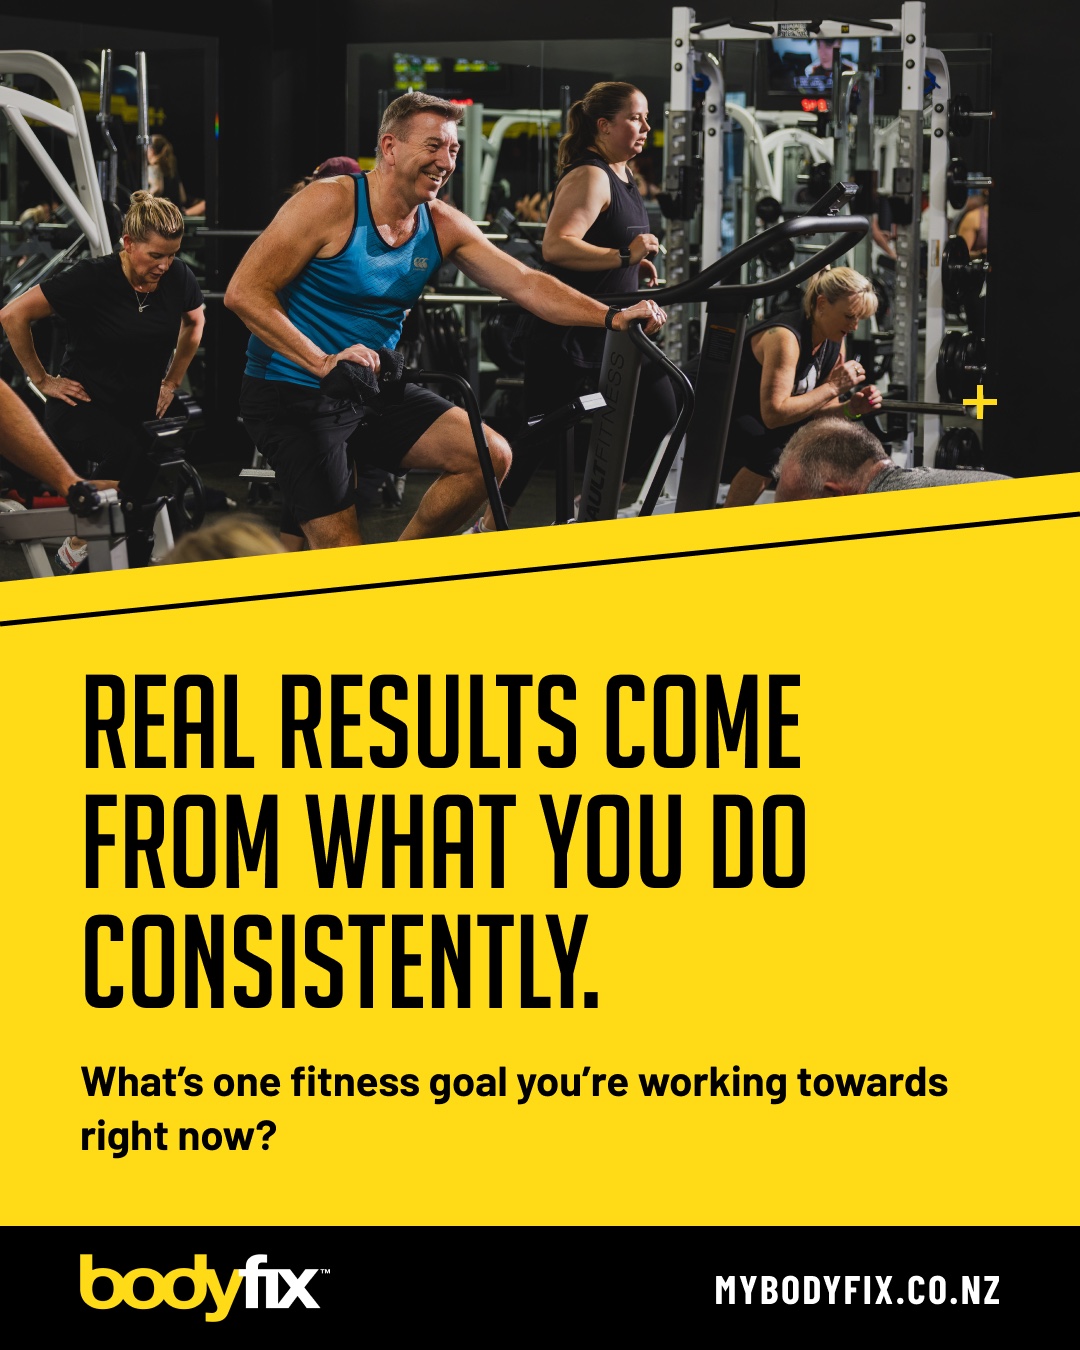 AULTFITNESS
REAL RESULTS COME
FROM WHAT YOU DO
CONSISTENTLY.
What’s one fitness goal you’re working towards
right now?
bodyfix™
MYBODYFIX.CO.NZ